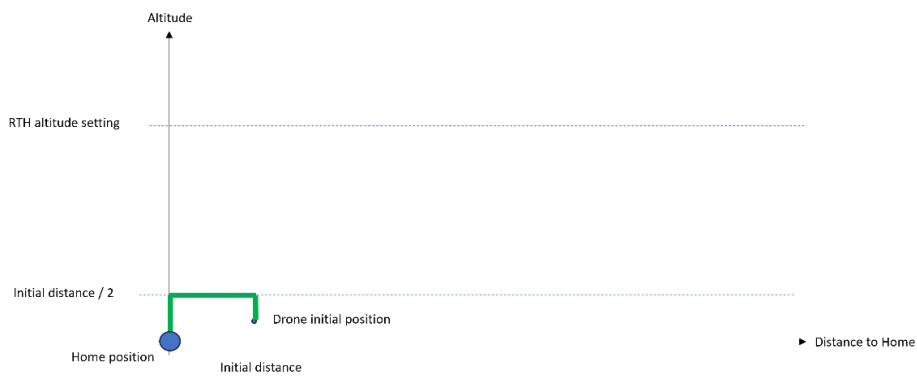 Altitude
RTH altitude setting
Initial distance / 2
Drone initial position
Distance to Home
Home position
Initial distance